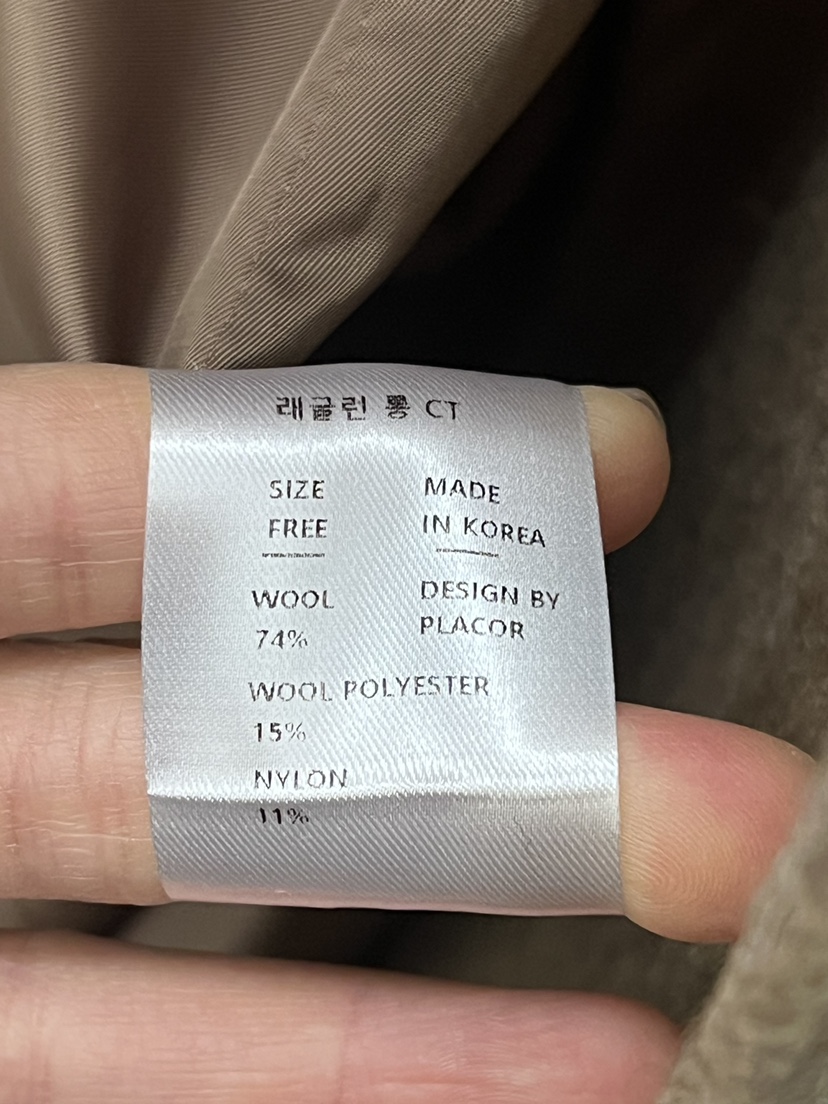 래글런 롱 CT
SIZE
FREE
MADE
IN KOREA
WOOL
74%
DESIGN BY
PLACOR
WOOL POLYESTER
15%
NYLON
11%